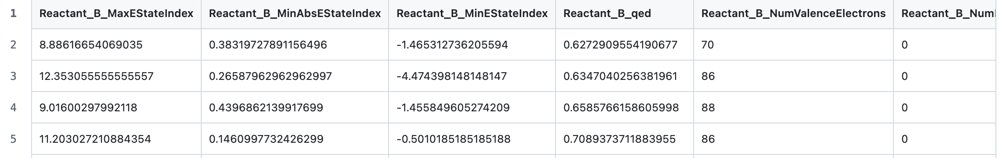 1 Reactant_B_MaxEStateIndex Reactant_B_MinAbsEStateIndex Reactant_B_MinEStateIndex Reactant_B_qed Reactant_B_NumValenceElectrons Reactant_B_Num
2 8.88616654069035 0.38319727891156496 -1.465312736205594 0.6272909554190677 70 0
3 12.353055555555557 0.26587962962962997 -4.474398148148147 0.6347040256381961 86 0
4 9.01600297992118 0.4396862139917699 -1.455849605274209 0.6585766158605998 88 0
5 11.203027210884354 0.1460997732426299 -0.5010185185185188 0.7089373711883955 86 0